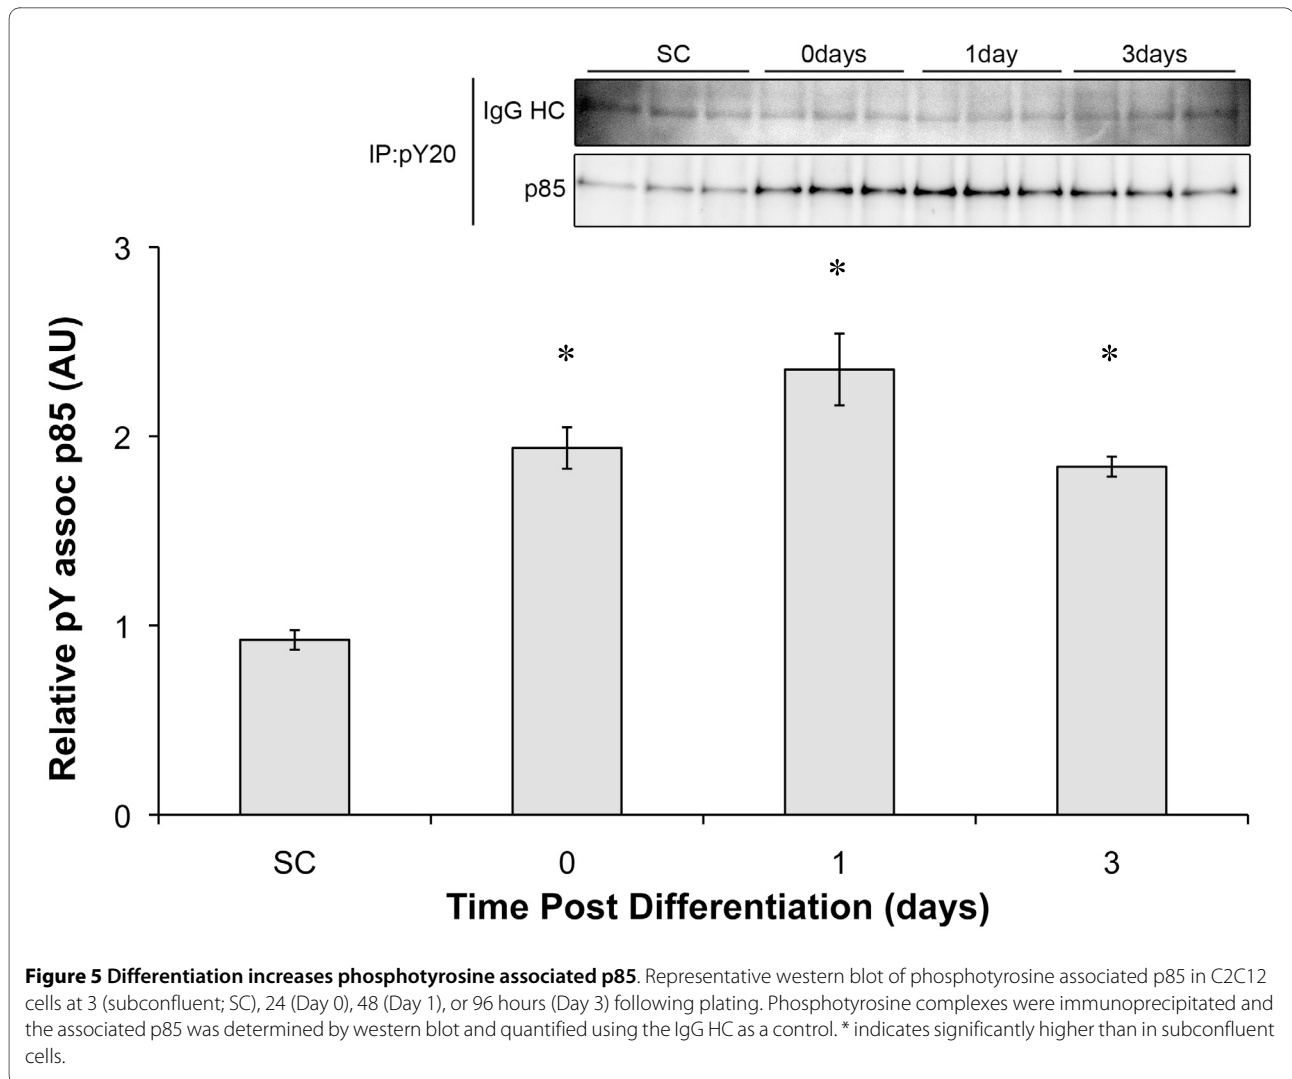 SC 0days 1day 3days
IgG HC
IP:pY20
p85
3
*
* *
2
1
0
Relative pY assoc p85 (AU)
SC 0 1 3
Time Post Differentiation (days)
Figure 5 Differentiation increases phosphotyrosine associated p85. Representative western blot of phosphotyrosine associated p85 in C2C12
cells at 3 (subconfluent; SC), 24 (Day 0), 48 (Day 1), or 96 hours (Day 3) following plating. Phosphotyrosine complexes were immunoprecipitated and
the associated p85 was determined by western blot and quantified using the IgG HC as a control. * indicates significantly higher than in subconfluent
cells.